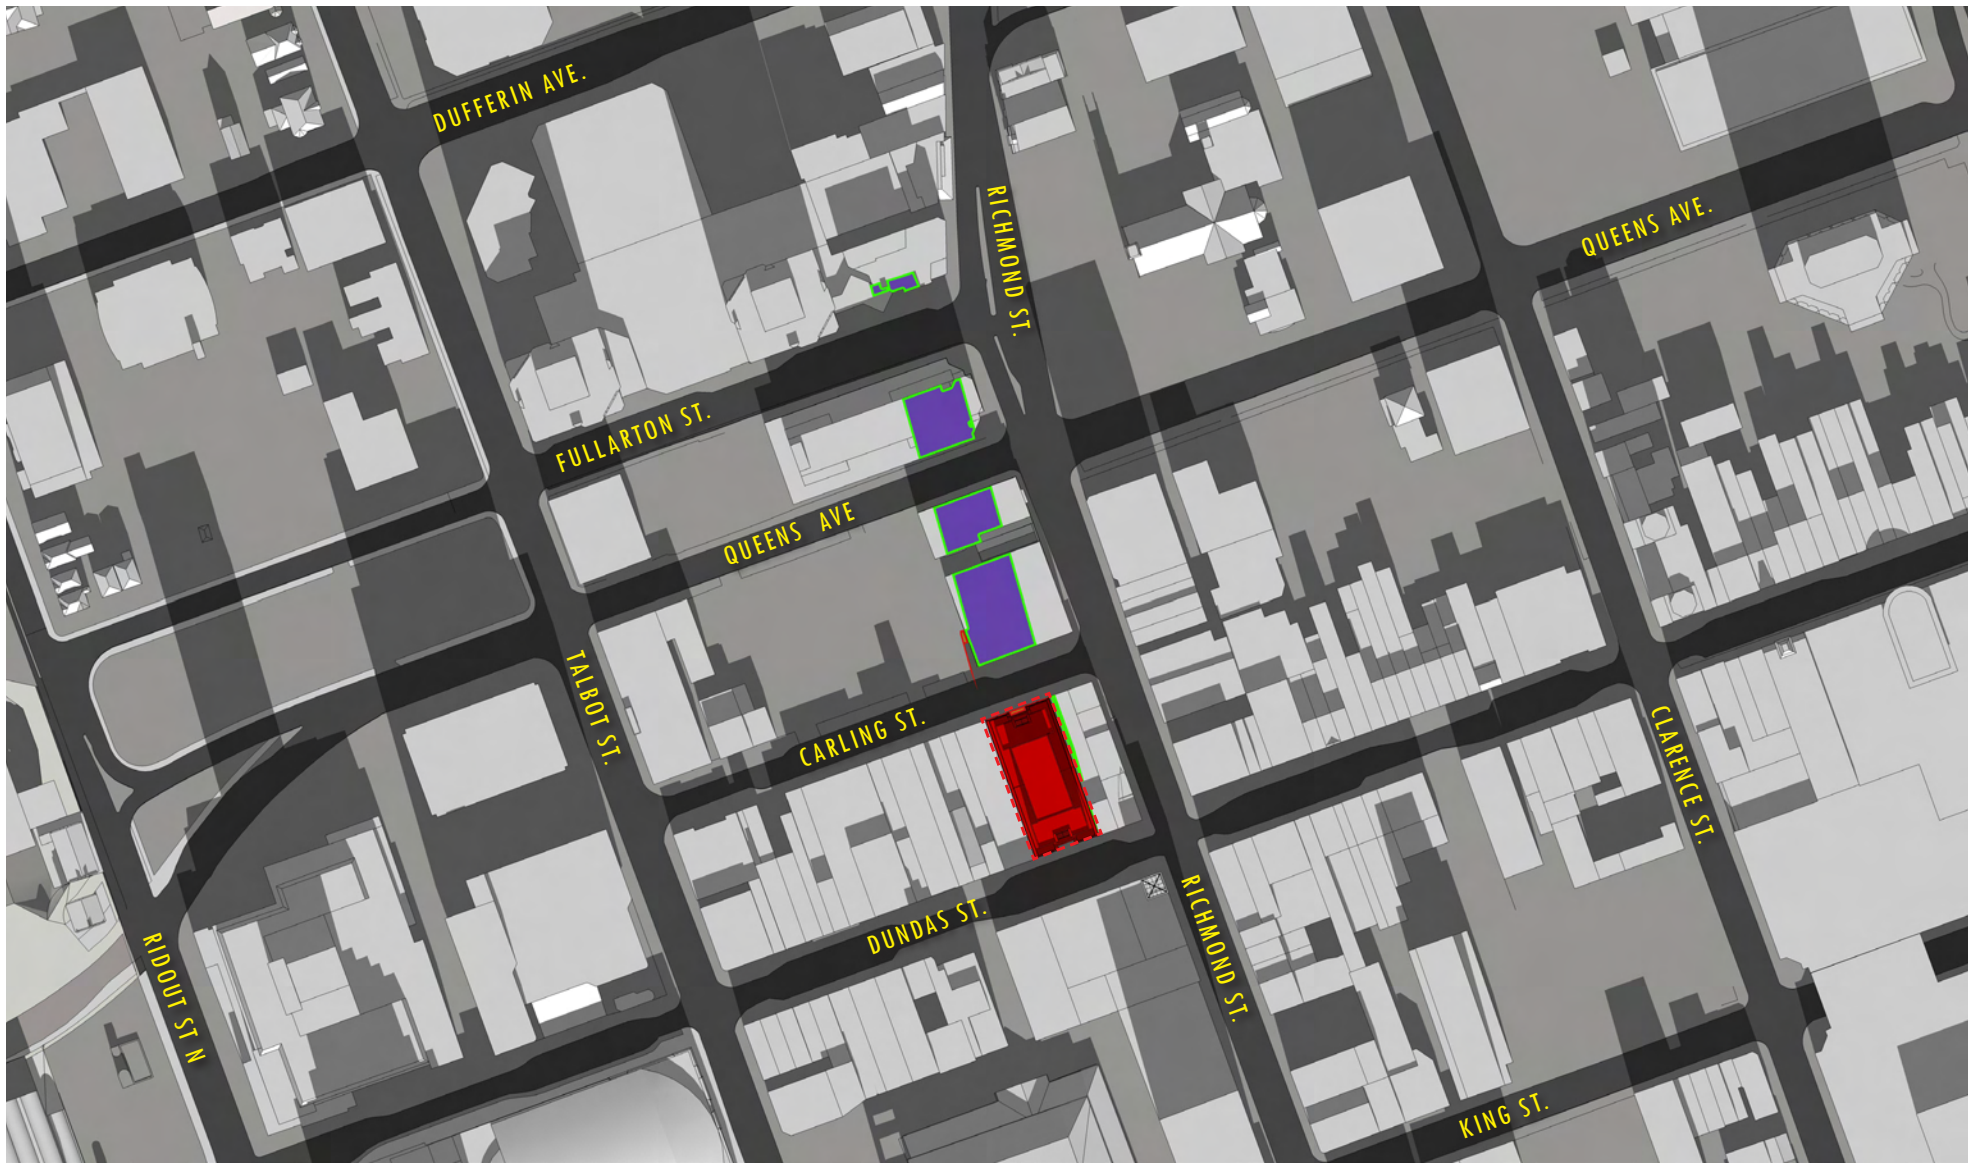 DUFFERIN AVE.
RICHMOND ST.
QUEENS AVE.
FULLARTON ST.
QUEENS AVE
TALBOT ST.
CARLING ST.
CLARENCE ST.
DUNDAS ST.
RICHMOND ST.
RIDOUT ST N
KING ST.